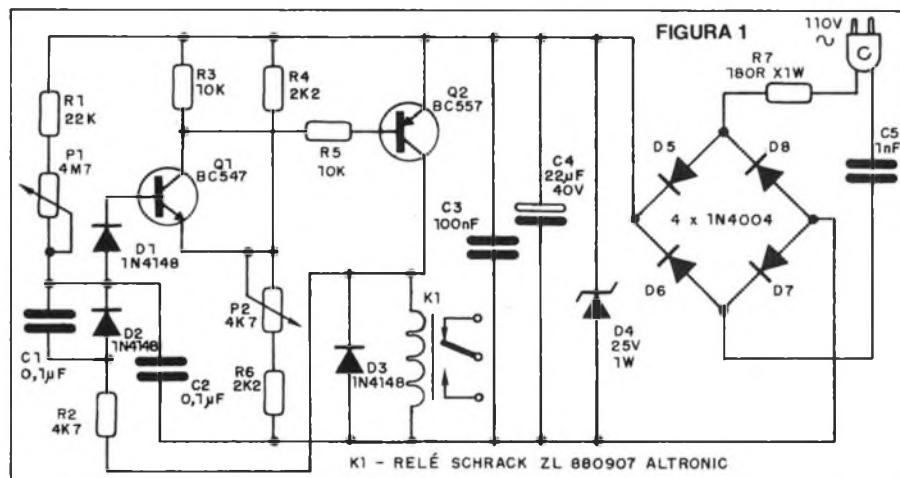 FIGURA 1
110V
∿
R7
180R X1W
C5
1nF
R3
10K
R4
2K2
Q2
BC557
R1
22K
P1
4M7
Q1
BC547
R5
10K
C4
22µF
40V
C3
100nF
D5
D8
4 x 1N4004
D6
D7
D1
1N4148
P2
4K7
K1
D2
1N4148
C1
0,1µF
C2
0,1µF
R6
2K2
D3
1N4148
D4
25V
1W
R2
4K7
K1 - RELÉ SCHRACK ZL 880907 ALTRONIC